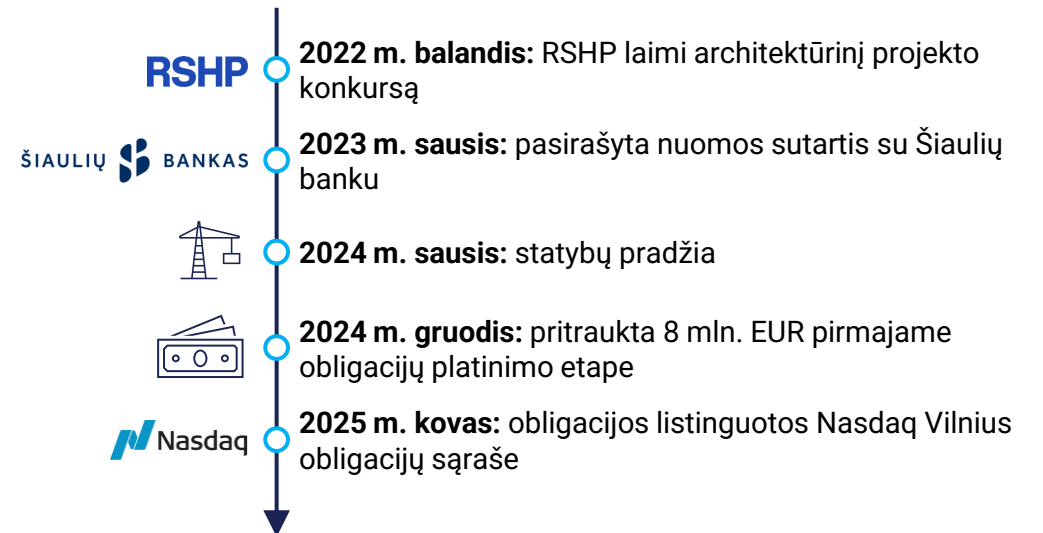 RSHP
2022 m. balandis: RSHP laimi architektūrinį projekto
konkursą
ŠIAULIŲ BANKAS
2023 m. sausis: pasirašyta nuomos sutartis su Šiaulių
banku
2024 m. sausis: statybų pradžia
2024 m. gruodis: pritraukta 8 mln. EUR pirmajame
obligacijų platinimo etape
Nasdaq
2025 m. kovas: obligacijos listinguotos Nasdaq Vilnius
obligacijų sąraše